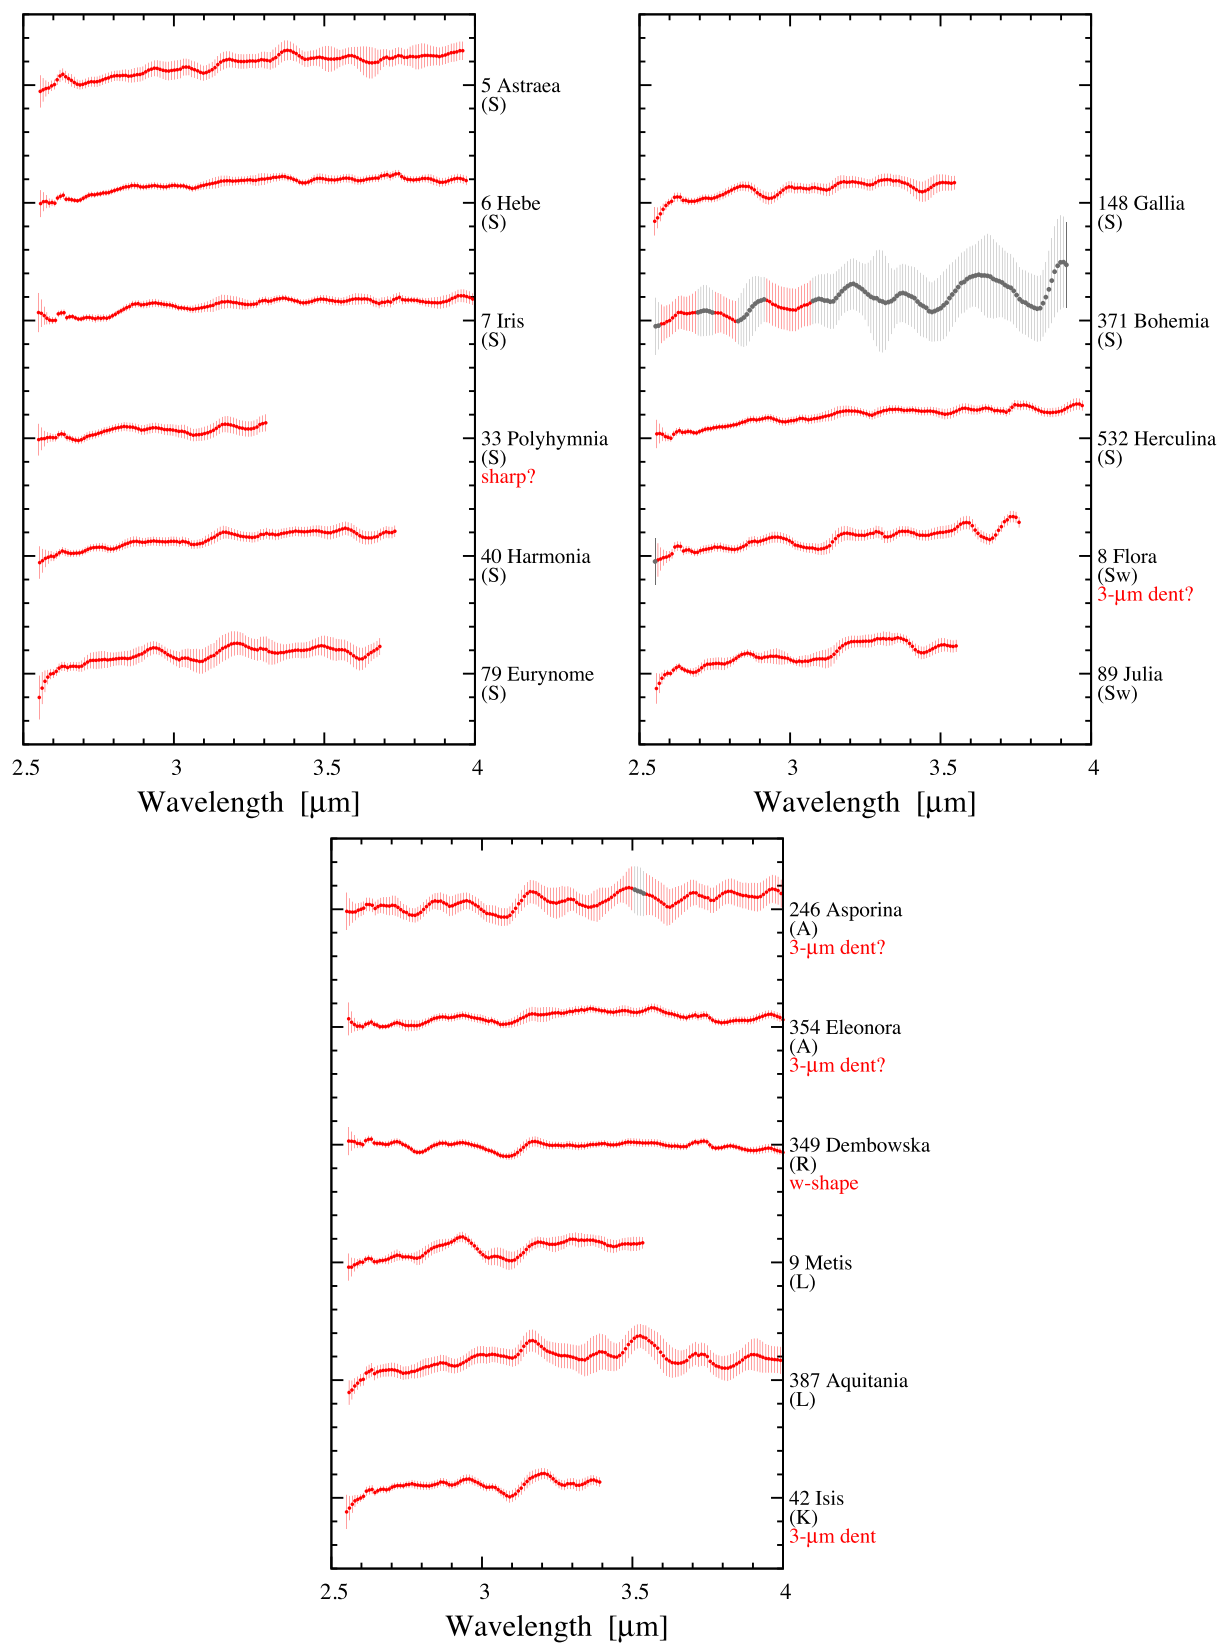 5 Astraea
(S)
6 Hebe
(S)
7 Iris
(S)
33 Polyhymnia
(S)
sharp?
40 Harmonia
(S)
79 Eurynome
(S)
2.5 3 3.5 4
Wavelength [μm]
148 Gallia
(S)
371 Bohemia
(S)
532 Herculina
(S)
8 Flora
(Sw)
3-μm dent?
89 Julia
(Sw)
2.5 3 3.5 4
Wavelength [μm]
246 Asporina
(A)
3-μm dent?
354 Eleonora
(A)
3-μm dent?
349 Dembowska
(R)
w-shape
9 Metis
(L)
387 Aquitania
(L)
42 Isis
(K)
3-μm dent
2.5 3 3.5 4
Wavelength [μm]